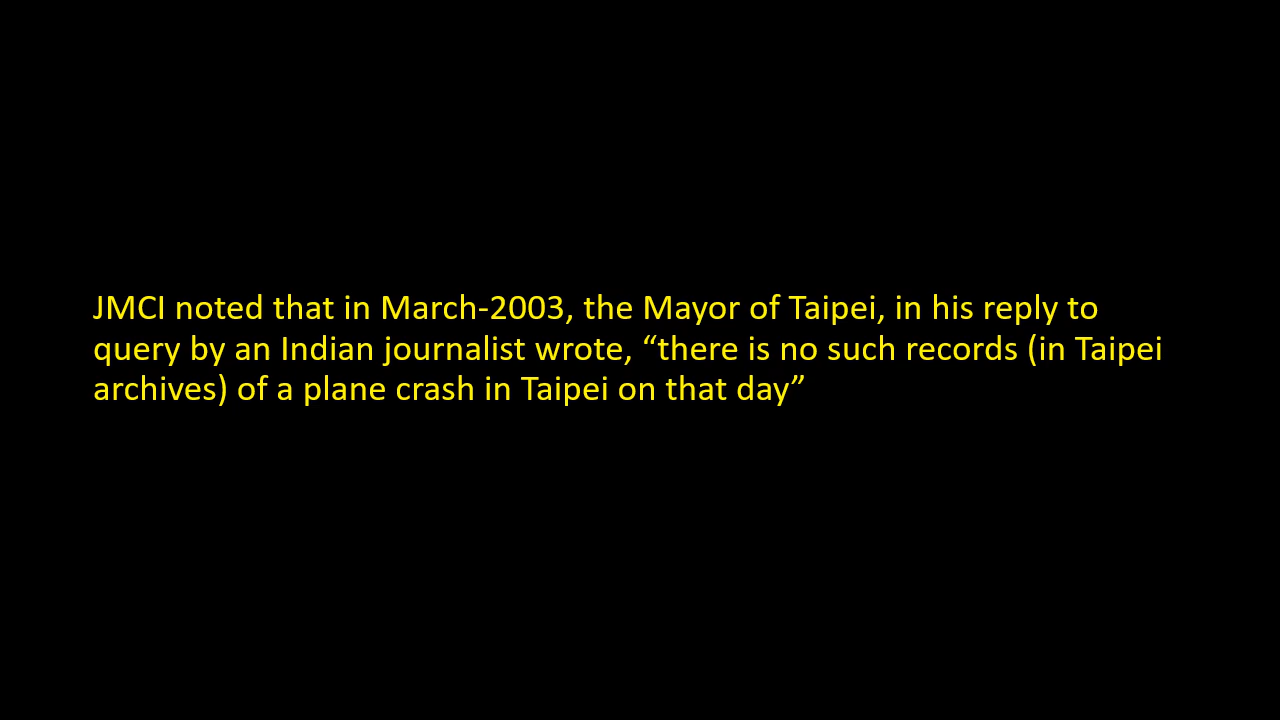 JMCI noted that in March-2003, the Mayor of Taipei, in his reply to
query by an Indian journalist wrote, “there is no such records (in Taipei
archives) of a plane crash in Taipei on that day”